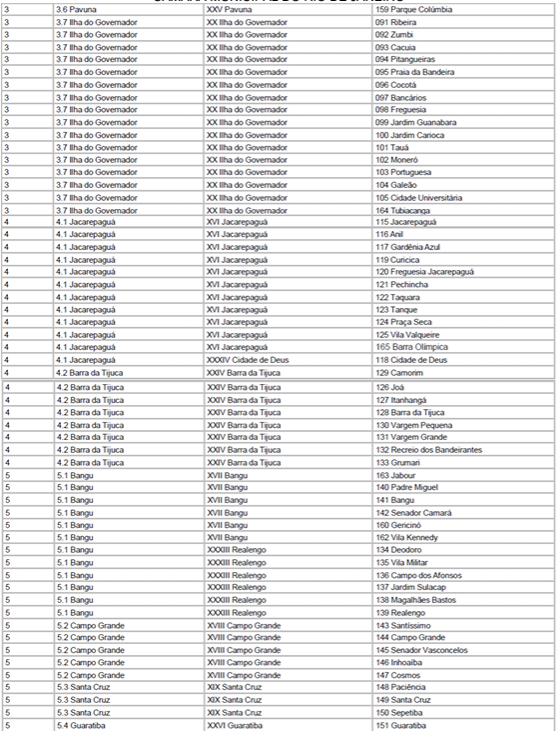 CÂMARA MUNICIPAL DO RIO DE JANEIRO
3 3.6 Pavuna XXV Pavuna 159 Parque Colúmbia
3 3.7 Ilha do Governador XX Ilha do Governador 091 Ribeira
3 3.7 Ilha do Governador XX Ilha do Governador 092 Zumbi
3 3.7 Ilha do Governador XX Ilha do Governador 093 Cacuia
3 3.7 Ilha do Governador XX Ilha do Governador 094 Pitangueiras
3 3.7 Ilha do Governador XX Ilha do Governador 095 Praia da Bandeira
3 3.7 Ilha do Governador XX Ilha do Governador 096 Cocotá
3 3.7 Ilha do Governador XX Ilha do Governador 097 Bancários
3 3.7 Ilha do Governador XX Ilha do Governador 098 Freguesia
3 3.7 Ilha do Governador XX Ilha do Governador 099 Jardim Guanabara
3 3.7 Ilha do Governador XX Ilha do Governador 100 Jardim Carioca
3 3.7 Ilha do Governador XX Ilha do Governador 101 Tauá
3 3.7 Ilha do Governador XX Ilha do Governador 102 Moneró
3 3.7 Ilha do Governador XX Ilha do Governador 103 Portuguesa
3 3.7 Ilha do Governador XX Ilha do Governador 104 Galeão
3 3.7 Ilha do Governador XX Ilha do Governador 105 Cidade Universitária
3 3.7 Ilha do Governador XX Ilha do Governador 164 Tubiacanga
4 4.1 Jacarepaguá XVI Jacarepaguá 115 Jacarepaguá
4 4.1 Jacarepaguá XVI Jacarepaguá 116 Anil
4 4.1 Jacarepaguá XVI Jacarepaguá 117 Gardênia Azul
4 4.1 Jacarepaguá XVI Jacarepaguá 119 Curicica
4 4.1 Jacarepaguá XVI Jacarepaguá 120 Freguesia Jacarepaguá
4 4.1 Jacarepaguá XVI Jacarepaguá 121 Pechincha
4 4.1 Jacarepaguá XVI Jacarepaguá 122 Taquara
4 4.1 Jacarepaguá XVI Jacarepaguá 123 Tanque
4 4.1 Jacarepaguá XVI Jacarepaguá 124 Praça Seca
4 4.1 Jacarepaguá XVI Jacarepaguá 125 Vila Valqueire
4 4.1 Jacarepaguá XVI Jacarepaguá 165 Barra Olímpica
4 4.1 Jacarepaguá XXXIV Cidade de Deus 118 Cidade de Deus
4 4.2 Barra da Tijuca XXIV Barra da Tijuca 129 Camorim
4 4.2 Barra da Tijuca XXIV Barra da Tijuca 126 Joá
4 4.2 Barra da Tijuca XXIV Barra da Tijuca 127 Itanhangá
4 4.2 Barra da Tijuca XXIV Barra da Tijuca 128 Barra da Tijuca
4 4.2 Barra da Tijuca XXIV Barra da Tijuca 130 Vargem Pequena
4 4.2 Barra da Tijuca XXIV Barra da Tijuca 131 Vargem Grande
4 4.2 Barra da Tijuca XXIV Barra da Tijuca 132 Recreio dos Bandeirantes
4 4.2 Barra da Tijuca XXIV Barra da Tijuca 133 Grumari
5 5.1 Bangu XVII Bangu 163 Jabour
5 5.1 Bangu XVII Bangu 140 Padre Miguel
5 5.1 Bangu XVII Bangu 141 Bangu
5 5.1 Bangu XVII Bangu 142 Senador Camará
5 5.1 Bangu XVII Bangu 160 Gericinó
5 5.1 Bangu XVII Bangu 162 Vila Kennedy
5 5.1 Bangu XXXIII Realengo 134 Deodoro
5 5.1 Bangu XXXIII Realengo 135 Vila Militar
5 5.1 Bangu XXXIII Realengo 136 Campo dos Afonsos
5 5.1 Bangu XXXIII Realengo 137 Jardim Sulacap
5 5.1 Bangu XXXIII Realengo 138 Magalhães Bastos
5 5.1 Bangu XXXIII Realengo 139 Realengo
5 5.2 Campo Grande XVIII Campo Grande 143 Santíssimo
5 5.2 Campo Grande XVIII Campo Grande 144 Campo Grande
5 5.2 Campo Grande XVIII Campo Grande 145 Senador Vasconcelos
5 5.2 Campo Grande XVIII Campo Grande 146 Inhoaíba
5 5.2 Campo Grande XVIII Campo Grande 147 Cosmos
5 5.3 Santa Cruz XIX Santa Cruz 148 Paciência
5 5.3 Santa Cruz XIX Santa Cruz 149 Santa Cruz
5 5.3 Santa Cruz XIX Santa Cruz 150 Sepetiba
5 5.4 Guaratiba XXVI Guaratiba 151 Guaratiba